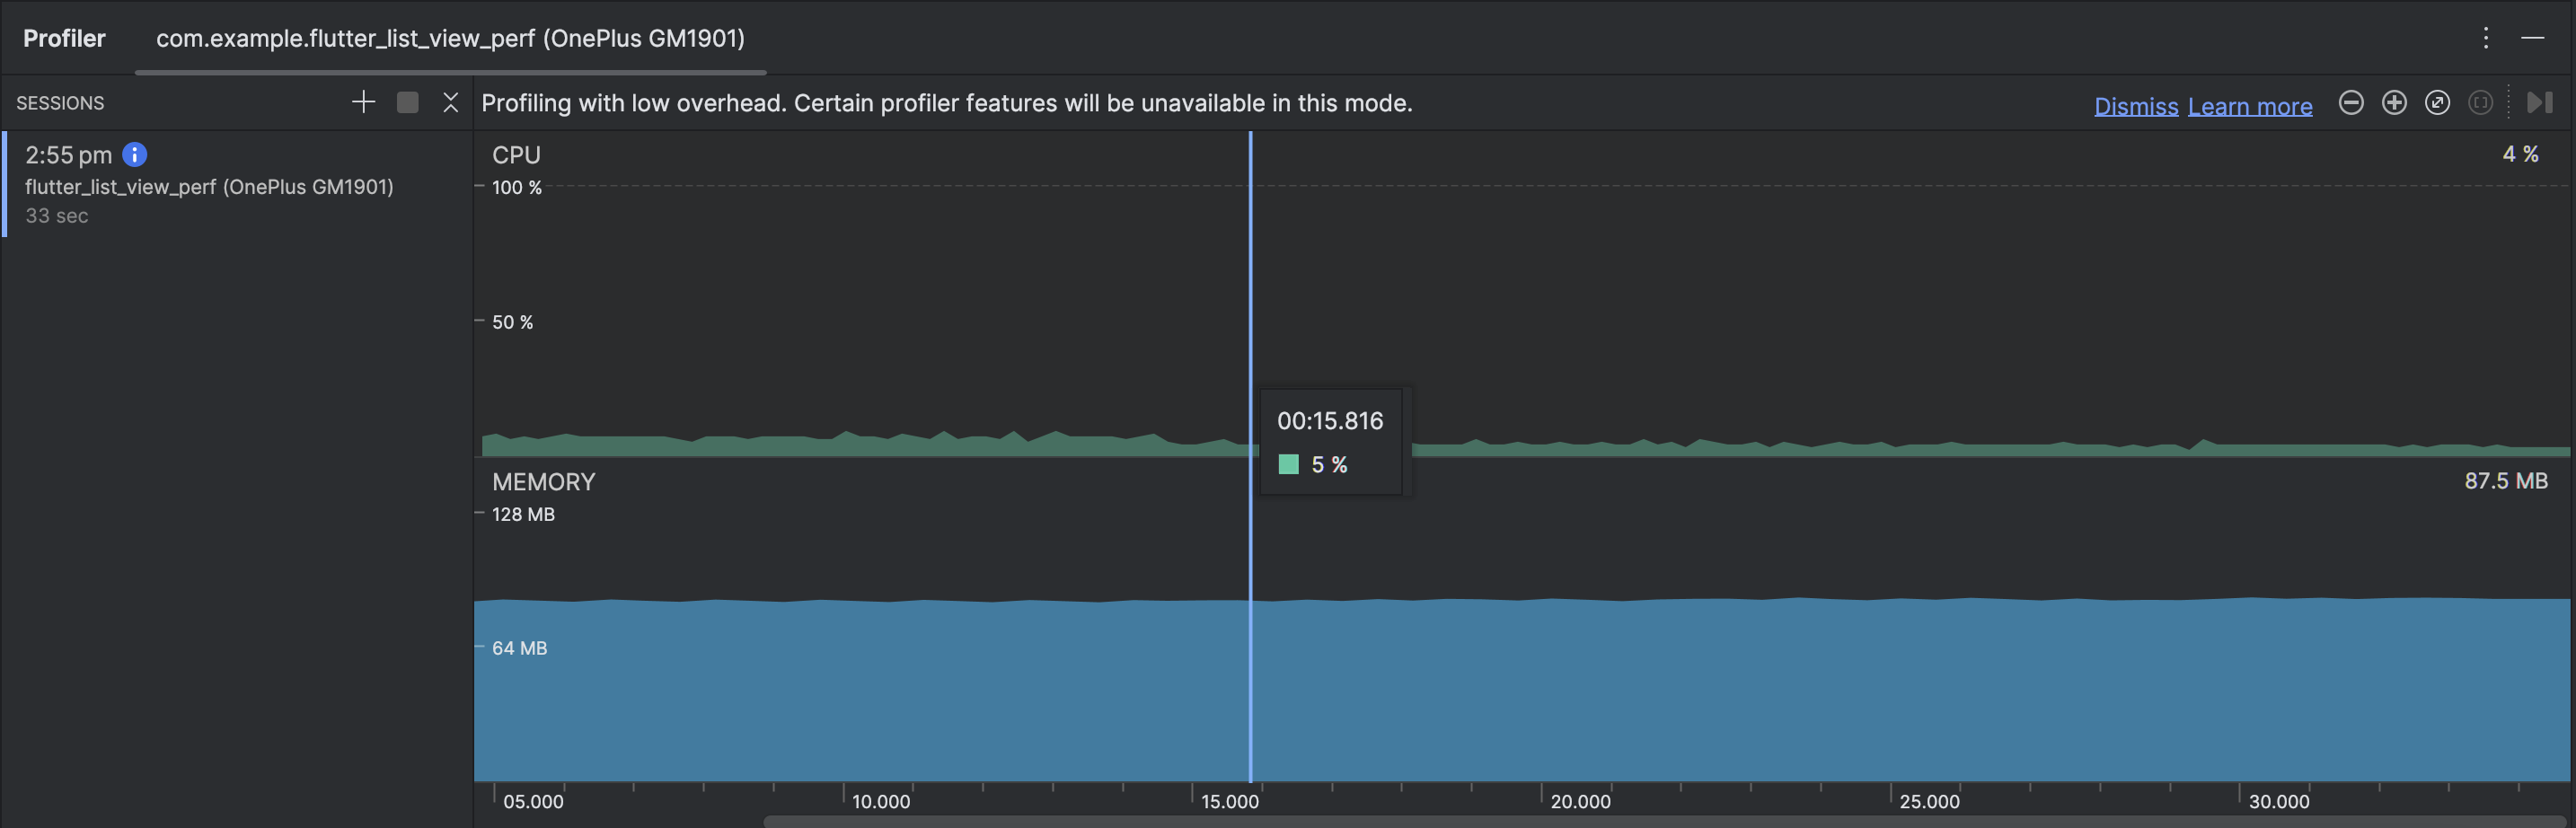 Profiler
com.example.flutter_list_view_perf (OnePlus GM1901)
SESSIONS
Profiling with low overhead. Certain profiler features will be unavailable in this mode.
Dismiss Learn more
2:55 pm
flutter_list_view_perf (OnePlus GM1901)
33 sec
CPU
4 %
100 %
50 %
00:15.816
5 %
MEMORY
87.5 MB
128 MB
64 MB
05.000
10.000
15.000
20.000
25.000
30.000